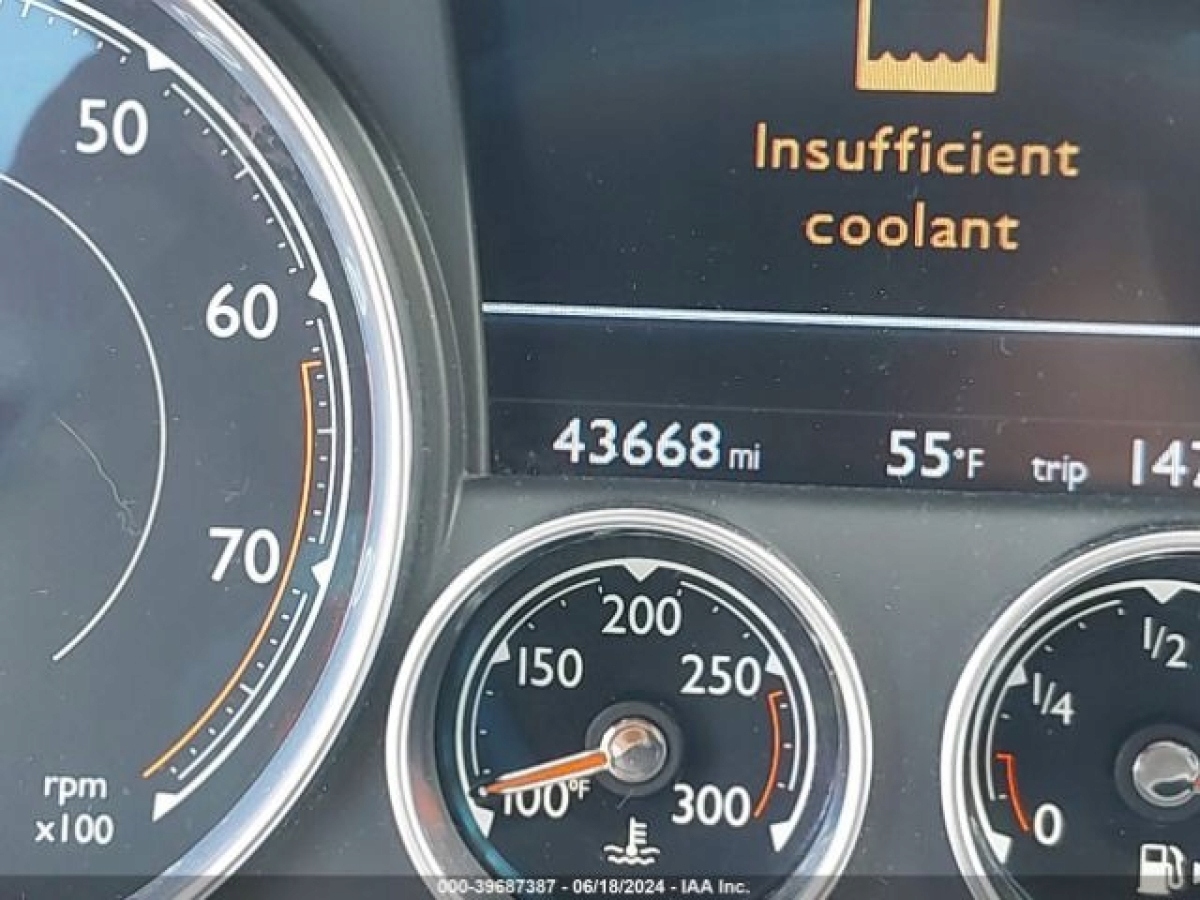 50
60
70
rpm
x100
Insufficient
coolant
43668 mi 55°F trip 147
200
150 250
100°F 300
1/2
1/4
0
000-39687387 - 06/18/2024 - IAA Inc.